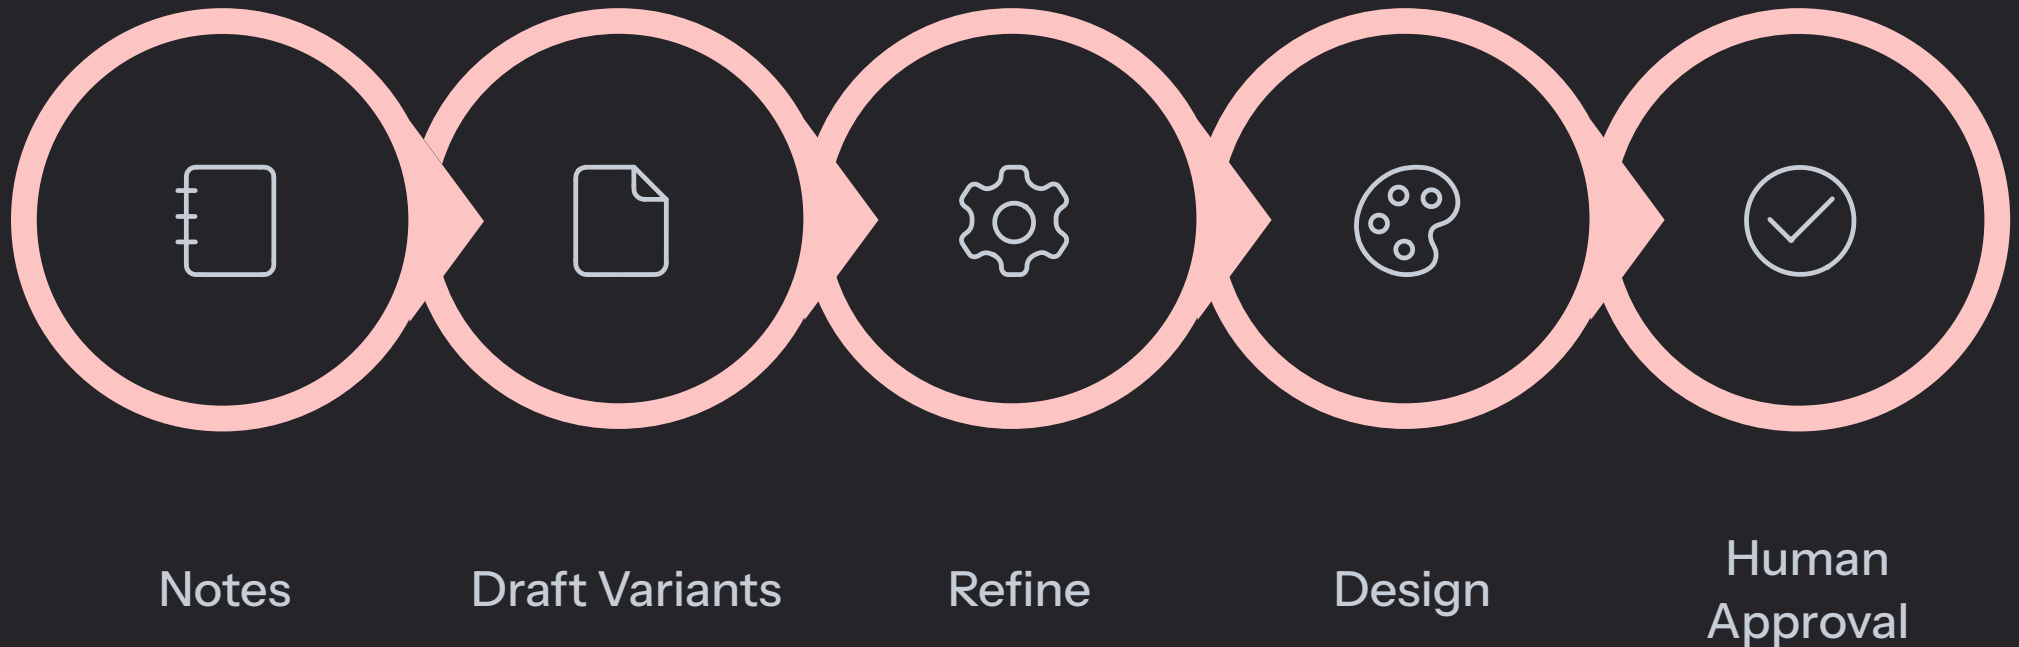 Notes
Draft Variants
Refine
Design
Human
Approval